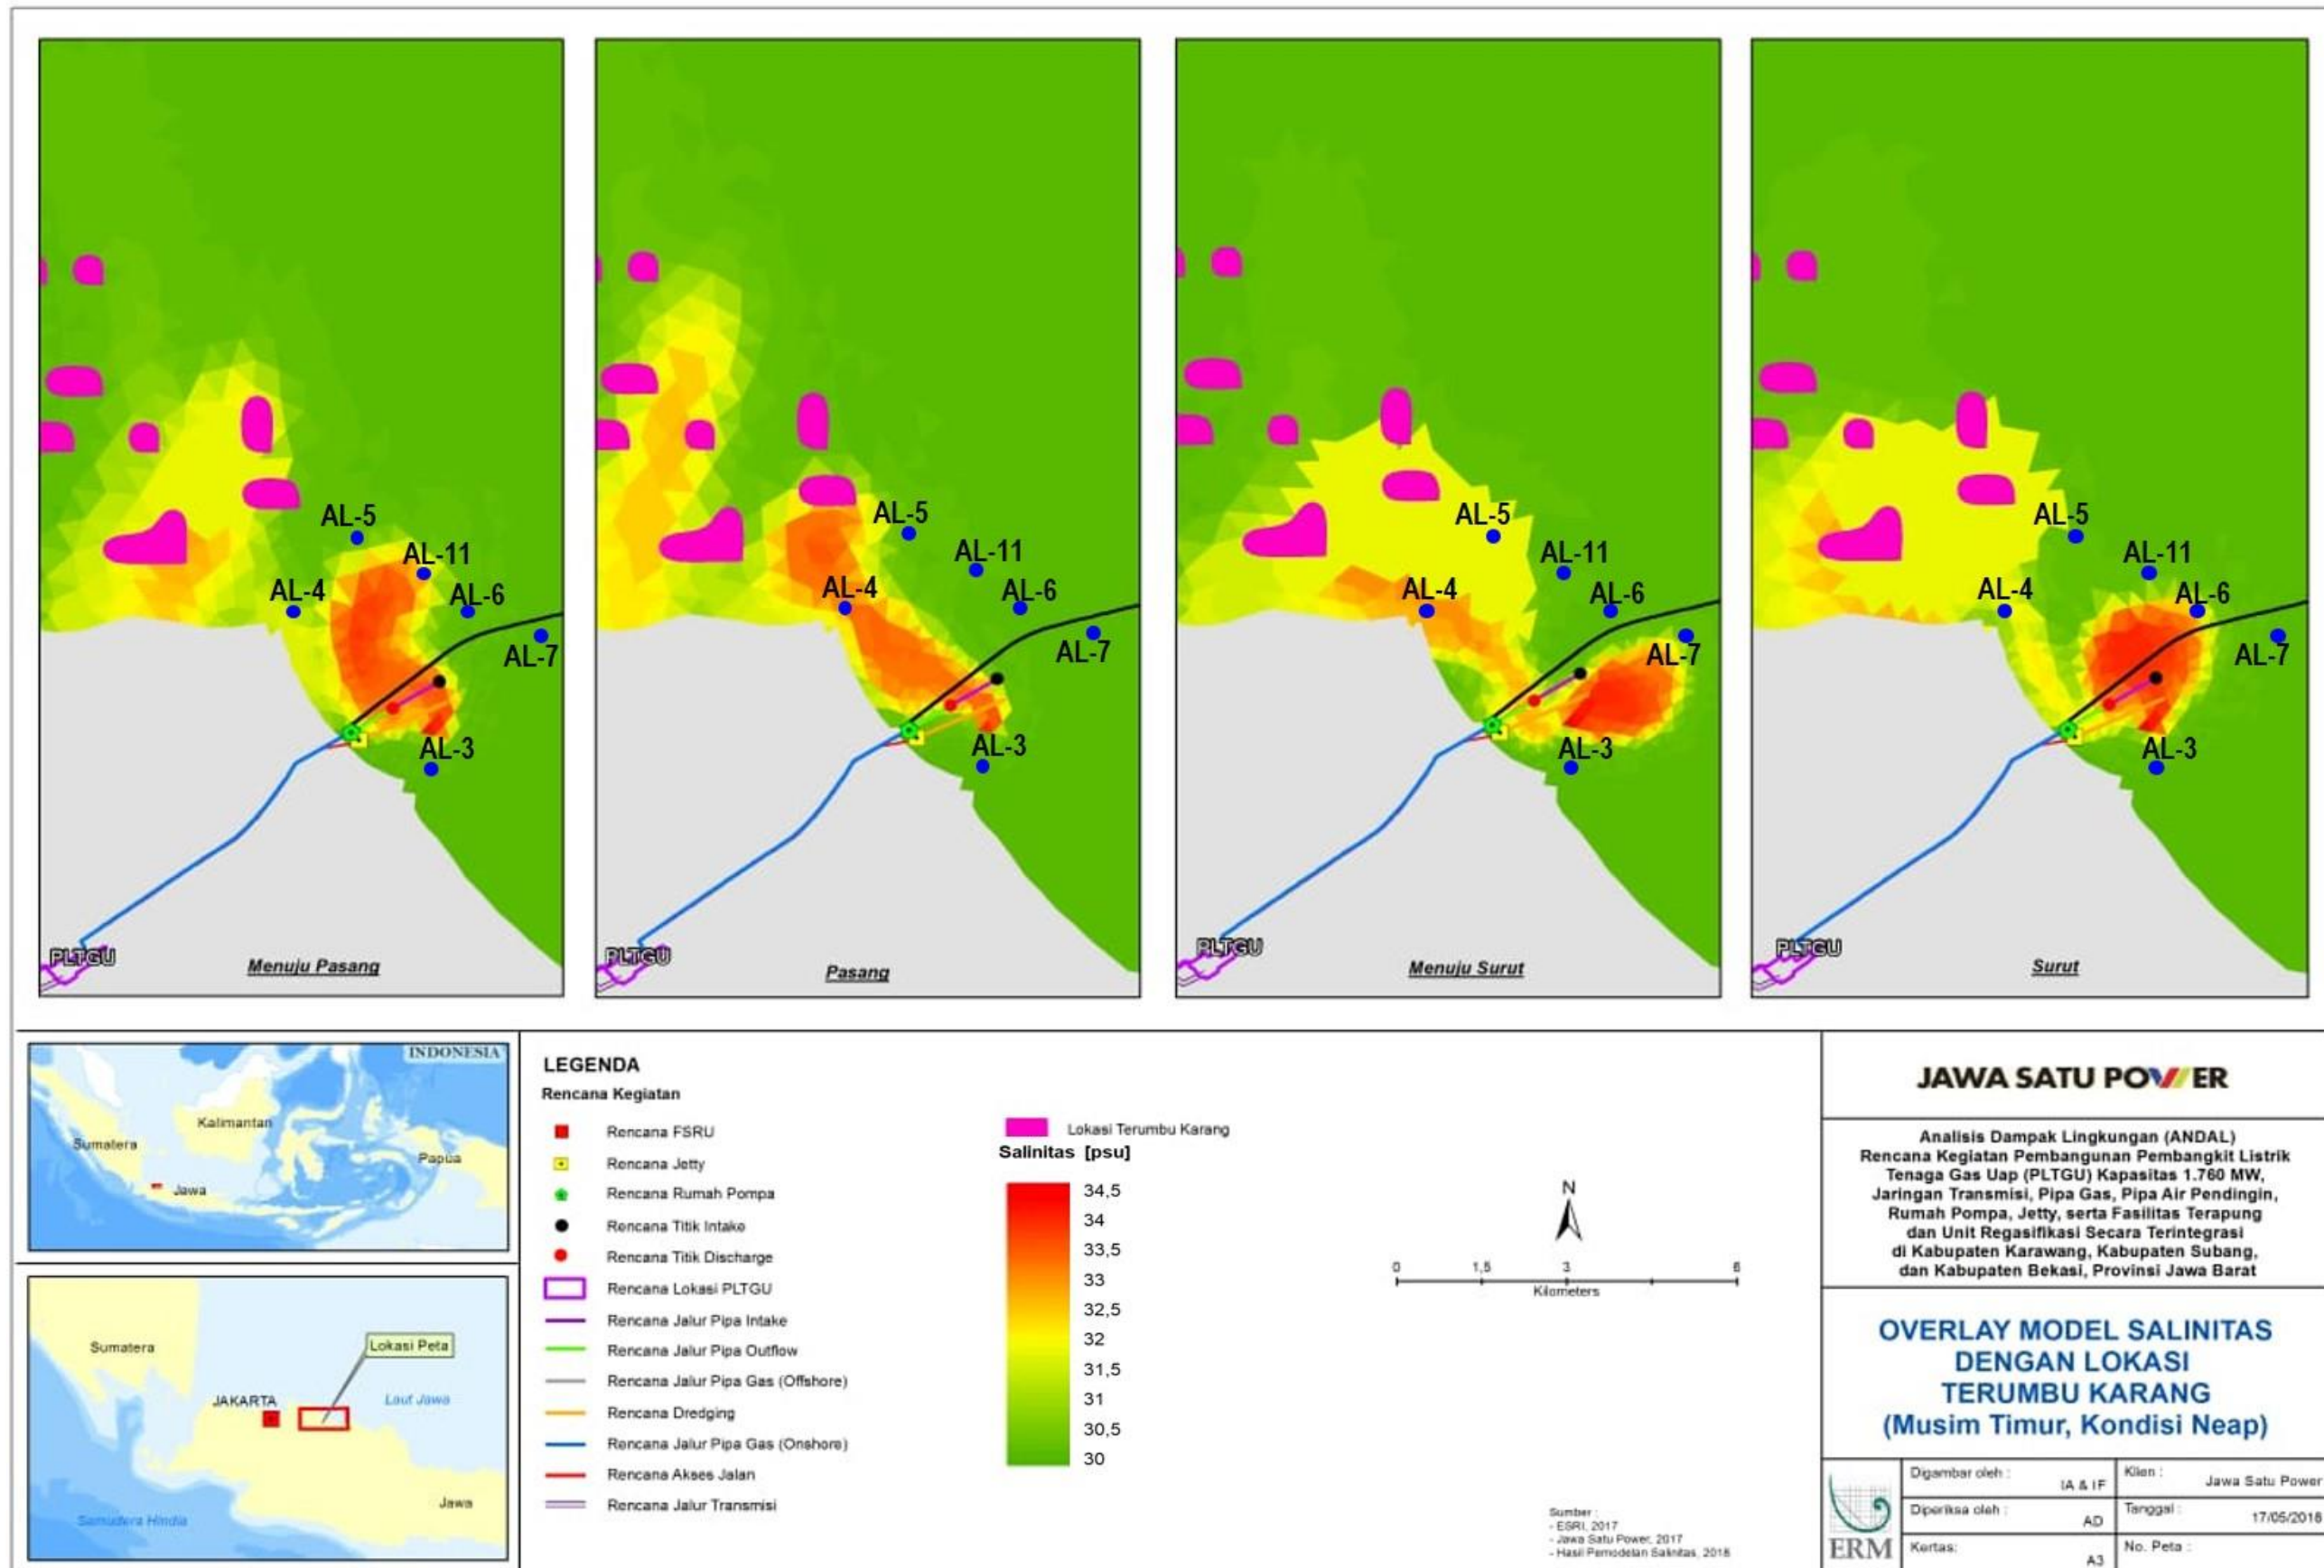 AL-5
AL-11
AL-4
AL-6
AL-7
AL-3
PLTGU
Menuju Pasang
AL-5
AL-11
AL-4
AL-6
AL-7
AL-3
PLTGU
Pasang
AL-5
AL-11
AL-4
AL-6
AL-7
AL-3
PLTGU
Menuju Surut
AL-5
AL-11
AL-4
AL-6
AL-7
AL-3
PLTGU
Surut
INDONESIA
Kalimantan
Sumatera
Papua
Jawa
Lokasi Peta
Sumatera
JAKARTA
Laut Jawa
Jawa
Samudera Hindia
LEGENDA
Rencana Kegiatan
Rencana FSRU
Rencana Jetty
Rencana Rumah Pompa
Rencana Titik Intake
Rencana Titik Discharge
Rencana Lokasi PLTGU
Rencana Jalur Pipa Intake
Rencana Jalur Pipa Outflow
Rencana Jalur Pipa Gas (Offshore)
Rencana Dredging
Rencana Jalur Pipa Gas (Onshore)
Rencana Akses Jalan
Rencana Jalur Transmisi
Lokasi Terumbu Karang
Salinitas [psu]
34,5
34
33,5
33
32,5
32
31,5
31
30,5
30
N
0 1,5 3 6
Kilometers
Sumber :
- ESRI, 2017
- Jawa Satu Power, 2017
- Hasil Pemodelan Salinitas, 2018
JAWA SATU POWER
Analisis Dampak Lingkungan (ANDAL)
Rencana Kegiatan Pembangunan Pembangkit Listrik
Tenaga Gas Uap (PLTGU) Kapasitas 1.760 MW,
Jaringan Transmisi, Pipa Gas, Pipa Air Pendingin,
Rumah Pompa, Jetty, serta Fasilitas Terapung
dan Unit Regasifikasi Secara Terintegrasi
di Kabupaten Karawang, Kabupaten Subang,
dan Kabupaten Bekasi, Provinsi Jawa Barat
OVERLAY MODEL SALINITAS
DENGAN LOKASI
TERUMBU KARANG
(Musim Timur, Kondisi Neap)
ERM
Digambar oleh : IA & IF
Klien : Jawa Satu Power
Diperiksa oleh : AD
Tanggal : 17/05/2018
Kertas: A3
No. Peta :